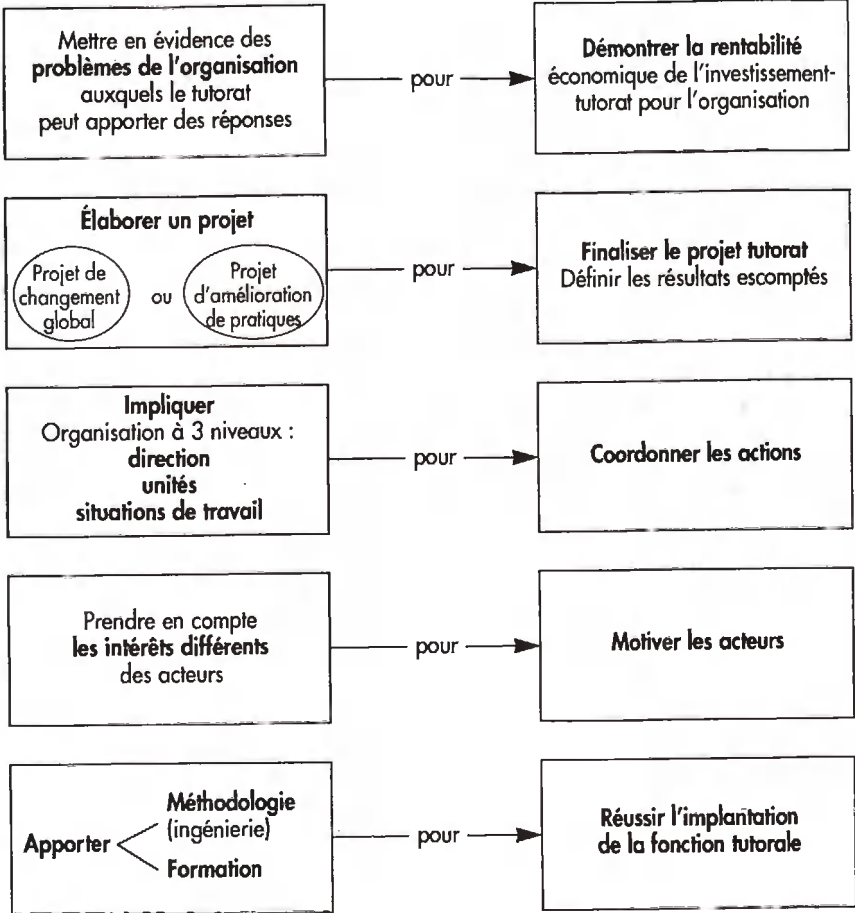 Mettre en évidence des
problèmes de l'organisation
auxquels le tutorat
peut apporter des réponses
pour
Démontrer la rentabilité
économique de l'investissement-
tutorat pour l'organisation
Élaborer un projet
Projet de
changement
global
ou
Projet
d'amélioration
de pratiques
pour
Finaliser le projet tutorat
Définir les résultats escomptés
Impliquer
Organisation à 3 niveaux :
direction
unités
situations de travail
pour
Coordonner les actions
Prendre en compte
les intérêts différents
des acteurs
pour
Motiver les acteurs
Apporter
Méthodologie
(ingénierie)
Formation
pour
Réussir l'implantation
de la fonction tutorale